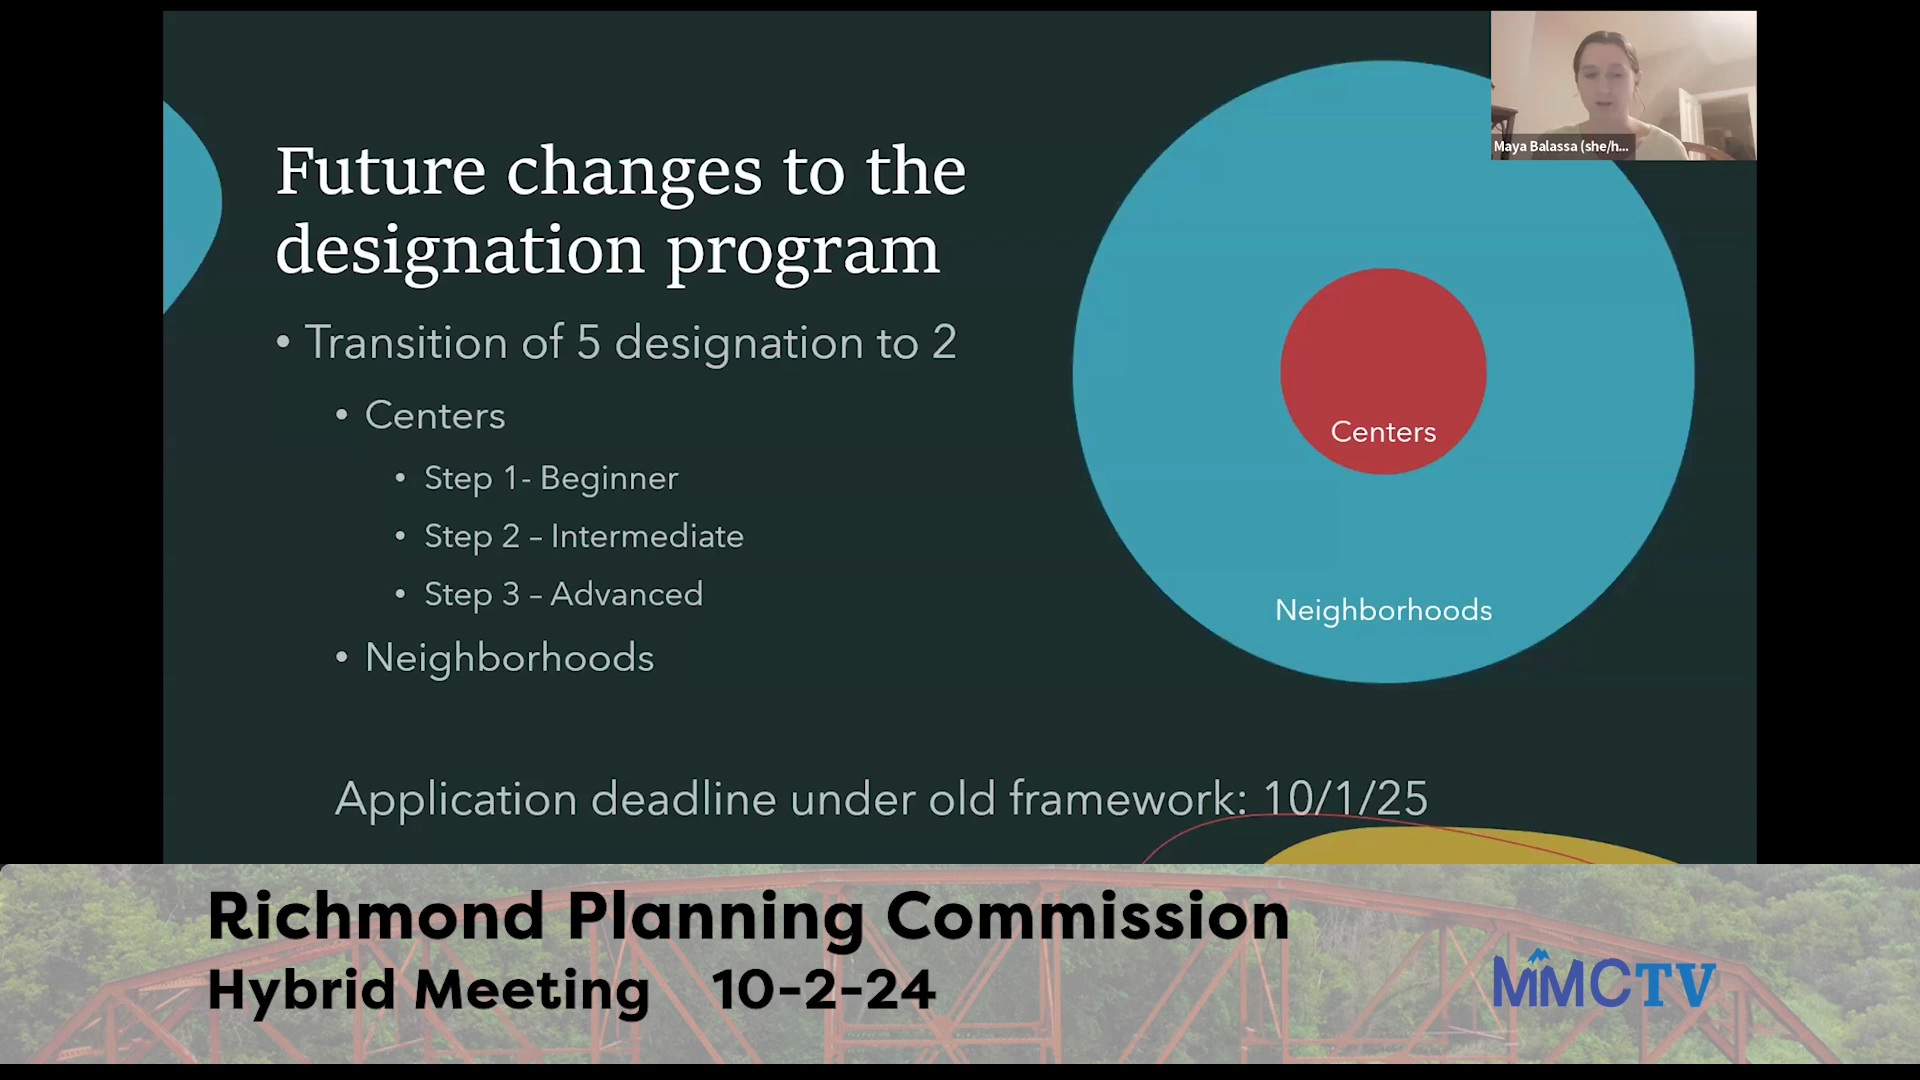 Future changes to the
designation program
• Transition of 5 designation to 2
• Centers
• Step 1- Beginner
• Step 2 – Intermediate
• Step 3 – Advanced
• Neighborhoods
Application deadline under old framework: 10/1/25
Centers
Neighborhoods
Maya Balassa (she/h...
Richmond Planning Commission
Hybrid Meeting 10-2-24
MMCTV